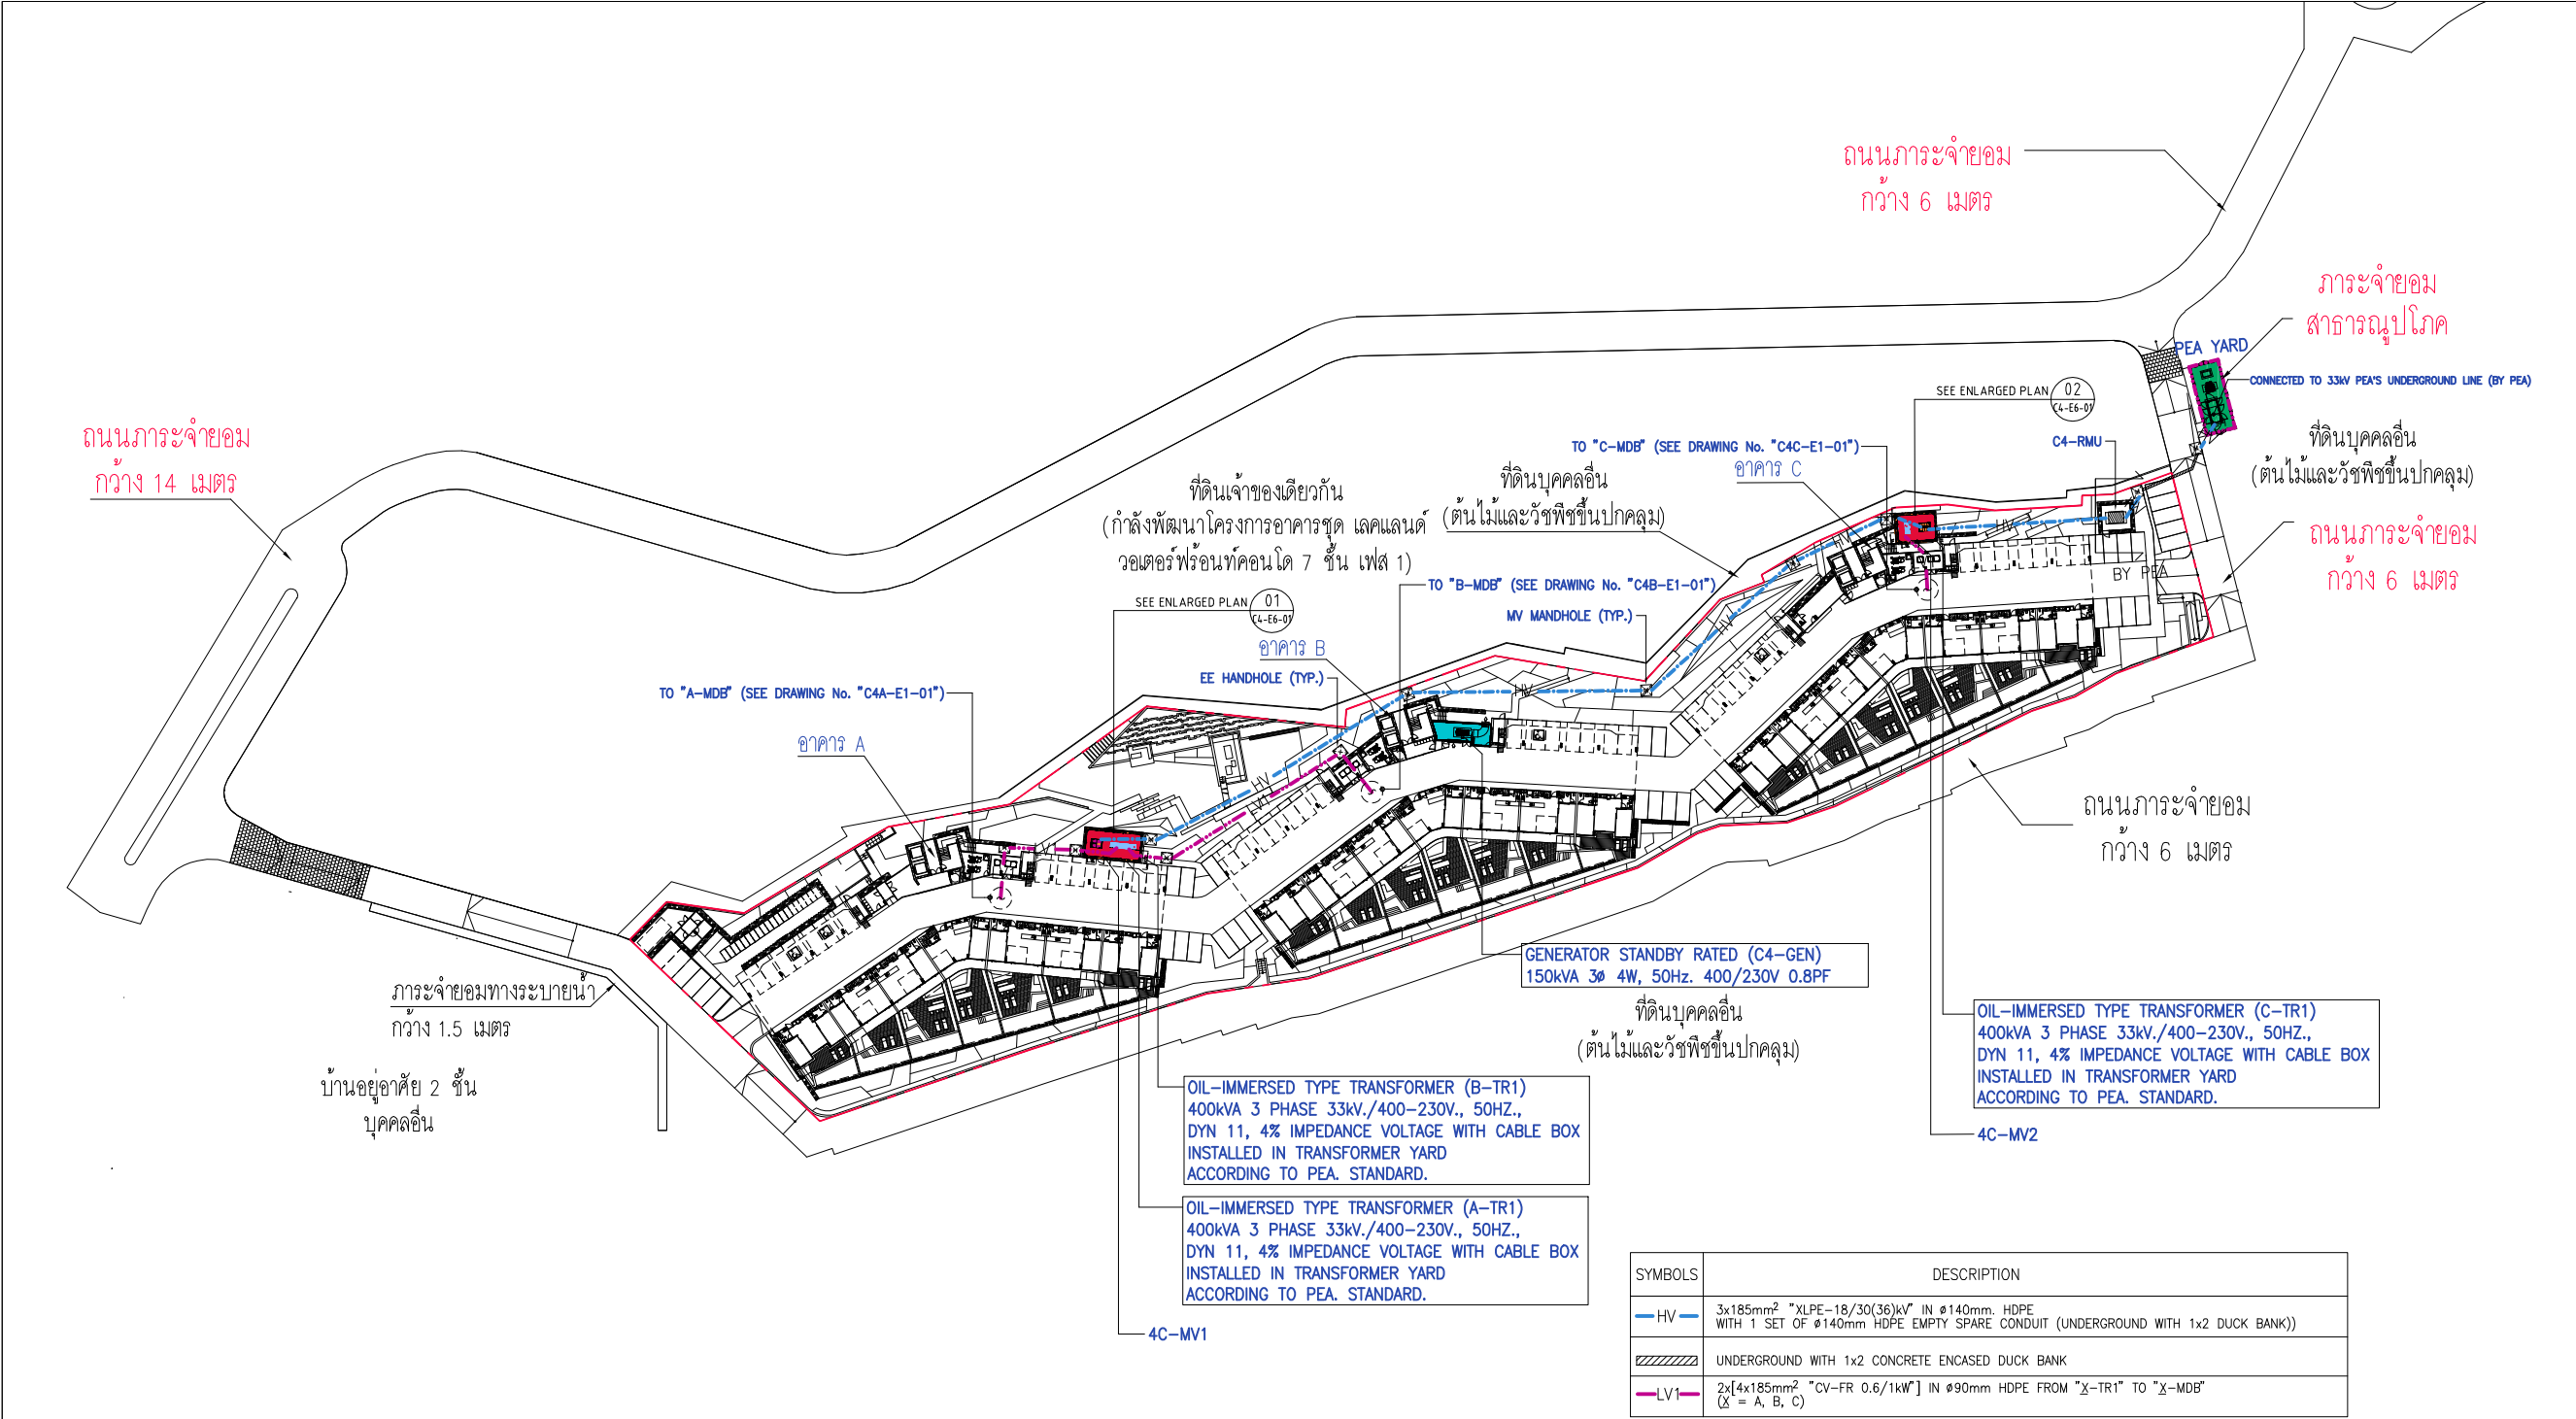 ถนนภาระจำยอม
กว้าง 6 เมตร
ภาระจำยอม
สาธารณูปโภค
PEA YARD
CONNECTED TO 33kV PEA'S UNDERGROUND LINE (BY PEA)
SEE ENLARGED PLAN
02
C4-E6-01
ถนนภาระจำยอม
กว้าง 14 เมตร
ที่ดินบุคคลอื่น
(ต้นไม้และวัชพืชขึ้นปกคลุม)
C4-RMU
TO "C-MDB" (SEE DRAWING No. "C4C-E1-01")
อาคาร C
ที่ดินบุคคลอื่น
(ต้นไม้และวัชพืชขึ้นปกคลุม)
ที่ดินเจ้าของเดียวกัน
(กำลังพัฒนาโครงการอาคารชุด เลคแลนด์
วอเตอร์ฟร้อนท์คอนโด 7 ชั้น เฟส 1)
ถนนภาระจำยอม
กว้าง 6 เมตร
BY PEA
HV
HV
HV
HV
HV
TO "B-MDB" (SEE DRAWING No. "C4B-E1-01")
SEE ENLARGED PLAN
01
C4-E6-01
MV MANDHOLE (TYP.)
อาคาร B
EE HANDHOLE (TYP.)
TO "A-MDB" (SEE DRAWING No. "C4A-E1-01")
อาคาร A
ถนนภาระจำยอม
กว้าง 6 เมตร
GENERATOR STANDBY RATED (C4-GEN)
150kVA 3ø 4W, 50Hz. 400/230V 0.8PF
ที่ดินบุคคลอื่น
(ต้นไม้และวัชพืชขึ้นปกคลุม)
ภาระจำยอมทางระบายน้ำ
กว้าง 1.5 เมตร
บ้านอยู่อาศัย 2 ชั้น
บุคคลอื่น
OIL-IMMERSED TYPE TRANSFORMER (C-TR1)
400kVA 3 PHASE 33kV./400-230V., 50HZ.,
DYN 11, 4% IMPEDANCE VOLTAGE WITH CABLE BOX
INSTALLED IN TRANSFORMER YARD
ACCORDING TO PEA. STANDARD.
4C-MV2
OIL-IMMERSED TYPE TRANSFORMER (B-TR1)
400kVA 3 PHASE 33kV./400-230V., 50HZ.,
DYN 11, 4% IMPEDANCE VOLTAGE WITH CABLE BOX
INSTALLED IN TRANSFORMER YARD
ACCORDING TO PEA. STANDARD.
OIL-IMMERSED TYPE TRANSFORMER (A-TR1)
400kVA 3 PHASE 33kV./400-230V., 50HZ.,
DYN 11, 4% IMPEDANCE VOLTAGE WITH CABLE BOX
INSTALLED IN TRANSFORMER YARD
ACCORDING TO PEA. STANDARD.
4C-MV1
SYMBOLS DESCRIPTION
HV 3x185mm² "XLPE-18/30(36)kV" IN ø140mm. HDPE
WITH 1 SET OF ø140mm HDPE EMPTY SPARE CONDUIT (UNDERGROUND WITH 1x2 DUCK BANK))
UNDERGROUND WITH 1x2 CONCRETE ENCASED DUCK BANK
LV1 2x[4x185mm² "CV-FR 0.6/1kW"] IN ø90mm HDPE FROM "X-TR1" TO "X-MDB"
(X = A, B, C)